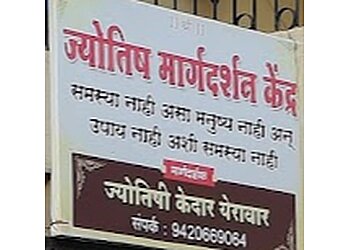 ॥ श्री ॥
ज्योतिष मार्गदर्शन केंद्र
समस्या नाही असा मनुष्य नाही अन्
उपाय नाही अशी समस्या नाही
मार्गदर्शक
ज्योतिषी केदार येरावार
संपर्क : 9420669064